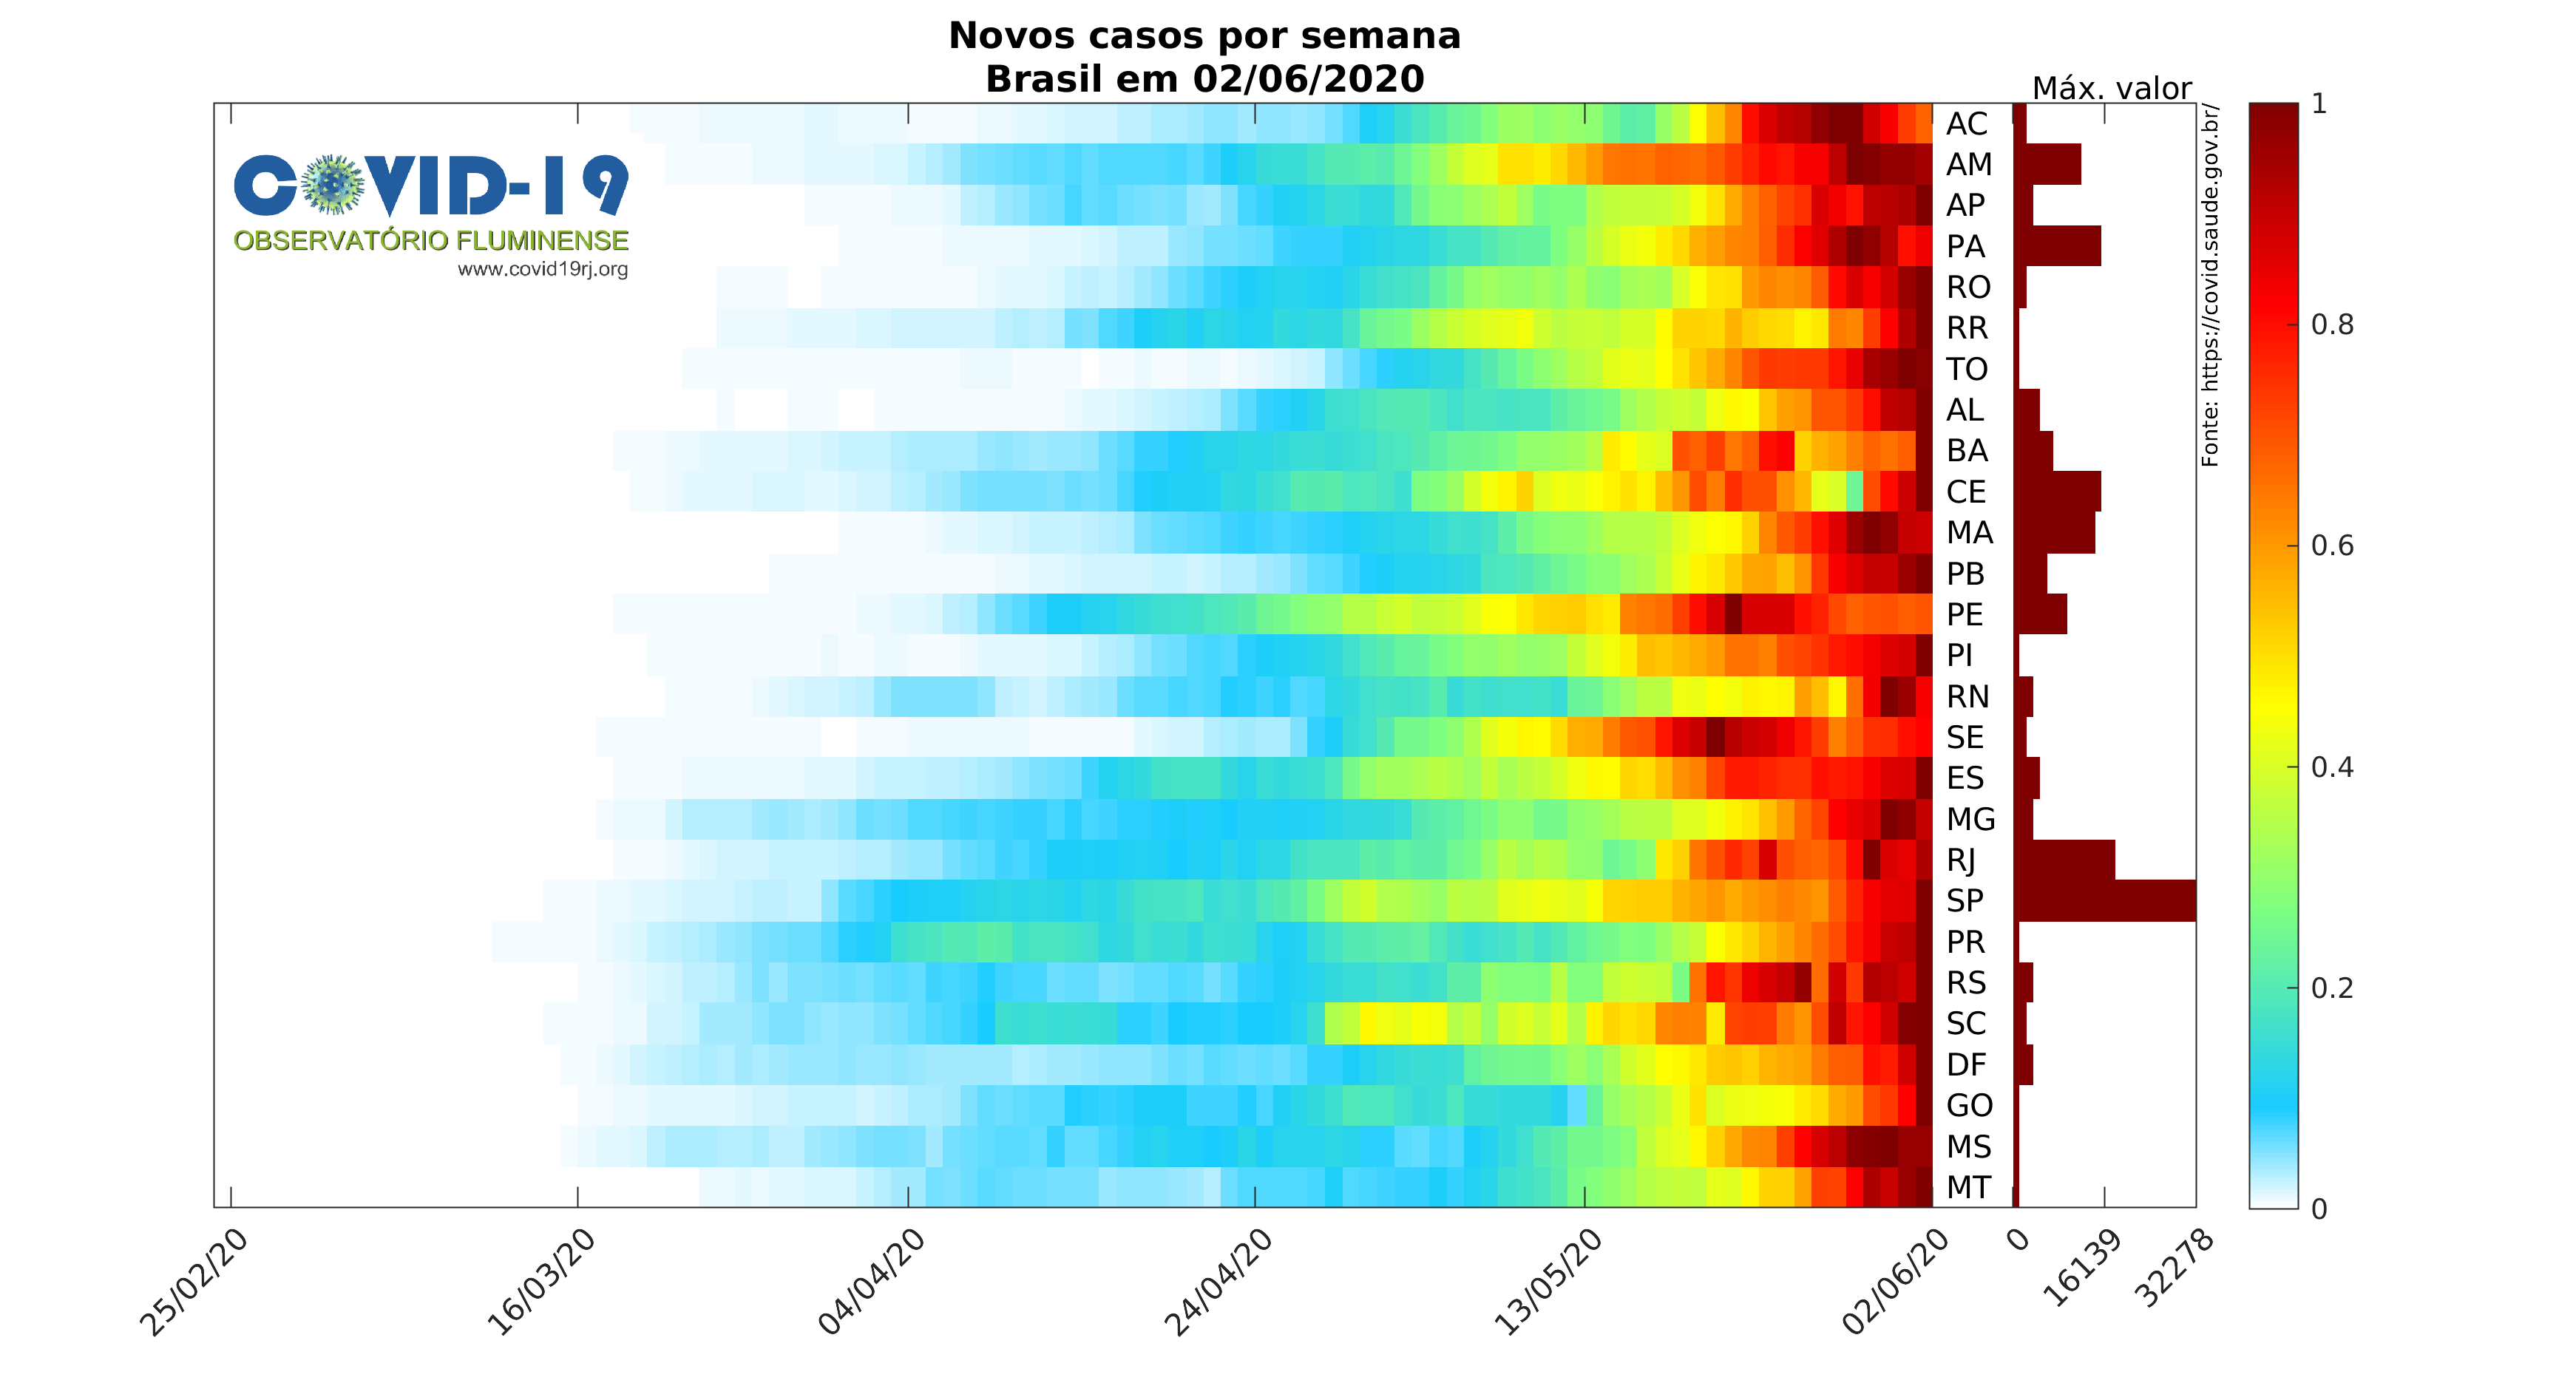 Novos casos por semana
Brasil em 02/06/2020
Máx. valor
COVID-19
OBSERVATÓRIO FLUMINENSE
www.covid19rj.org
AC
AM
AP
PA
RO
RR
TO
AL
BA
CE
MA
PB
PE
PI
RN
SE
ES
MG
RJ
SP
PR
RS
SC
DF
GO
MS
MT
Fonte: https://covid.saude.gov.br/
1
0.8
0.6
0.4
0.2
0
25/02/20
16/03/20
04/04/20
24/04/20
13/05/20
02/06/20
0
16139
32278